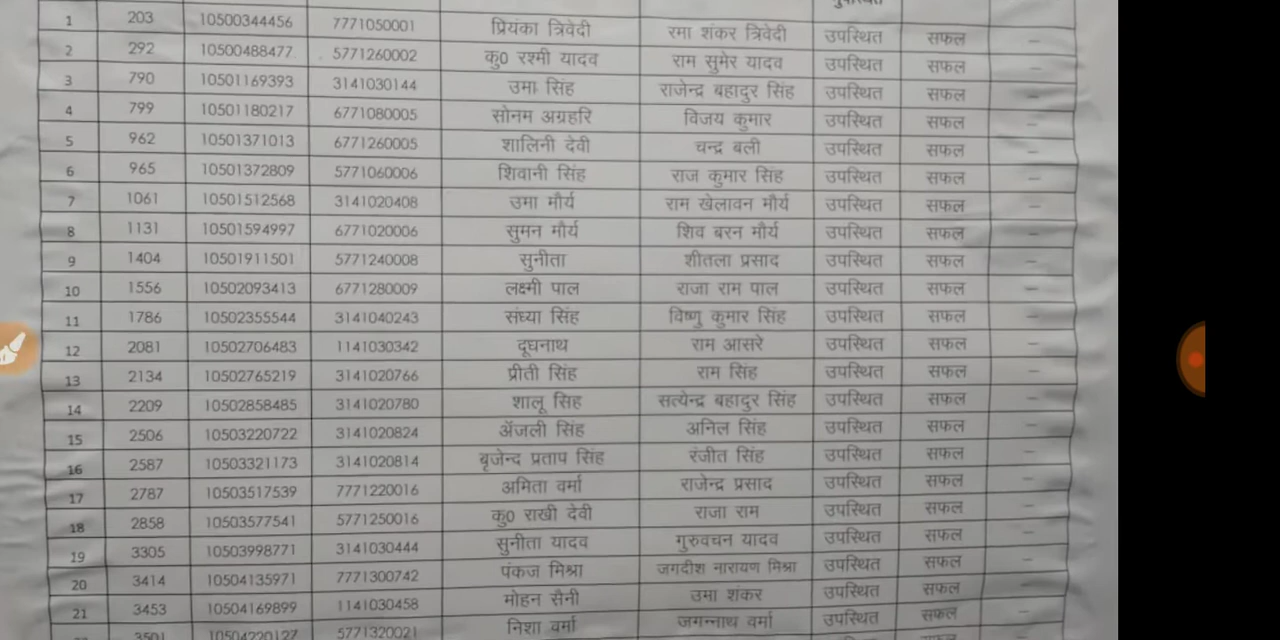 1 203 10500344456 7771050001 प्रियंका त्रिवेदी रमा शंकर त्रिवेदी उपस्थित सफल —
2 292 10500488477 5771260002 कु0 रश्मी यादव राम सुमेर यादव उपस्थित सफल —
3 790 10501169393 3141030144 उमा सिंह राजेन्द्र बहादुर सिंह उपस्थित सफल —
4 799 10501180217 6771080005 सोनम अग्रहरि विजय कुमार उपस्थित सफल —
5 962 10501371013 6771260005 शालिनी देवी चन्द्र बली उपस्थित सफल —
6 965 10501372809 5771060006 शिवानी सिंह राज कुमार सिंह उपस्थित सफल —
7 1061 10501512568 3141020408 उमा मौर्य राम खेलावन मौर्य उपस्थित सफल —
8 1131 10501594997 6771020006 सुमन मौर्य शिव बरन मौर्य उपस्थित सफल —
9 1404 10501911501 5771240008 सुनीता शीतला प्रसाद उपस्थित सफल —
10 1556 10502093413 6771280009 लक्ष्मी पाल राजा राम पाल उपस्थित सफल —
11 1786 10502355544 3141040243 संध्या सिंह विष्णु कुमार सिंह उपस्थित सफल —
12 2081 10502706483 1141030342 दूधनाथ राम आसरे उपस्थित सफल —
13 2134 10502765219 3141020766 प्रीती सिंह राम सिंह उपस्थित सफल —
14 2209 10502858485 3141020780 शालू सिह सत्येन्द्र बहादुर सिंह उपस्थित सफल —
15 2506 10503220722 3141020824 अॅजली सिंह अनिल सिंह उपस्थित सफल —
16 2587 10503321173 3141020814 बृजेन्द प्रताप सिंह रंजीत सिंह उपस्थित सफल —
17 2787 10503517539 7771220016 अमिता वर्मा राजेन्द्र प्रसाद उपस्थित सफल —
18 2858 10503577541 5771250016 कु0 राखी देवी राजा राम उपस्थित सफल —
19 3305 10503998771 3141030444 सुनीता यादव गुरुवचन यादव उपस्थित सफल —
20 3414 10504135971 7771300742 पंकज मिश्रा जगदीश नारायण मिश्रा उपस्थित सफल —
21 3453 10504169899 1141030458 मोहन सैनी उमा शंकर उपस्थित सफल —
3501 10504220127 5771320021 निशा वर्मा जगन्नाथ वर्मा उपस्थित सफल —